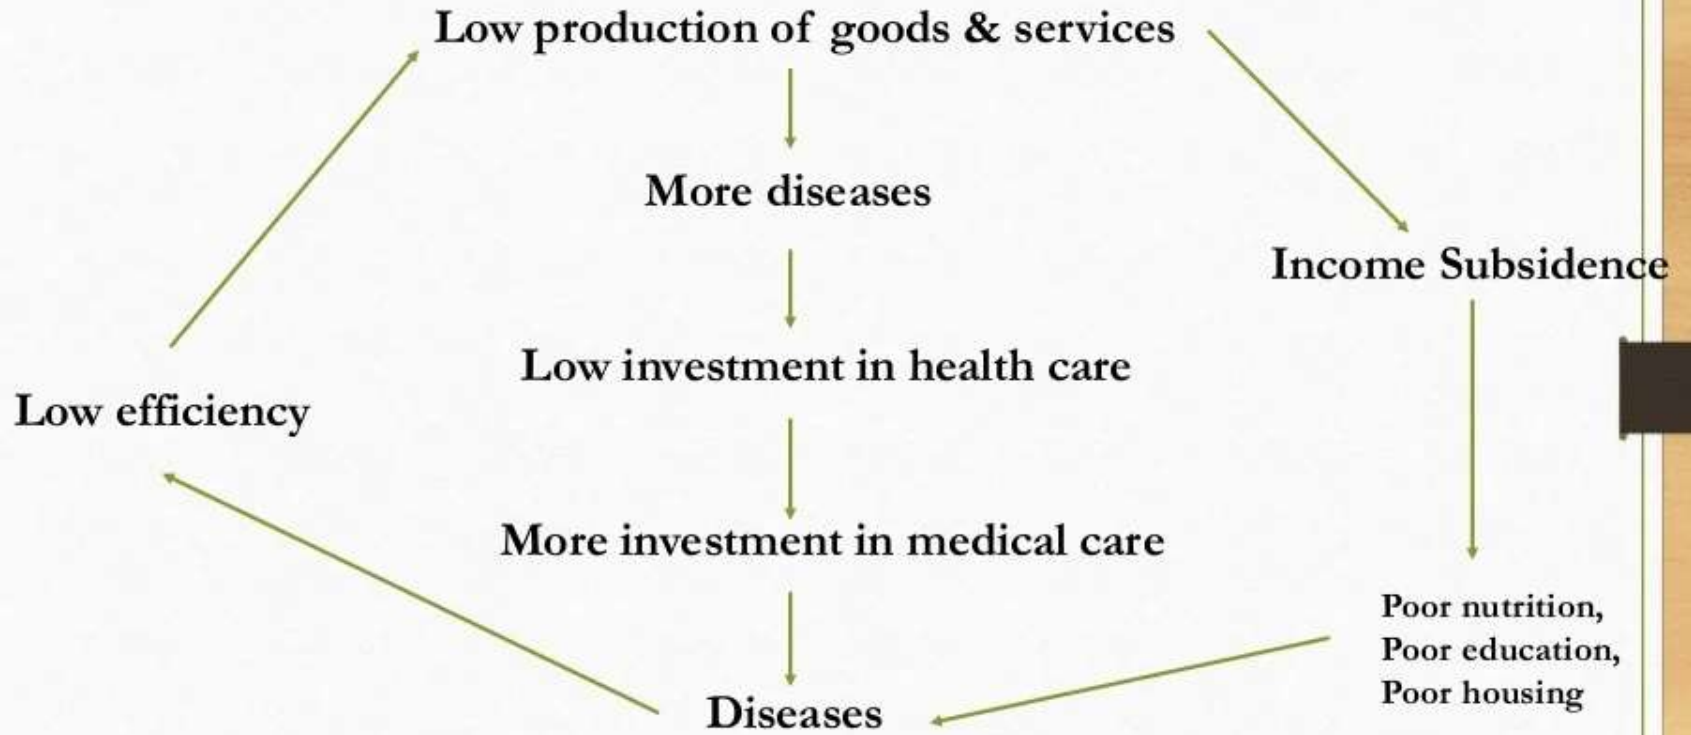 Low production of goods & services
More diseases
Income Subsidence
Low investment in health care
Low efficiency
More investment in medical care
Poor nutrition,
Poor education,
Poor housing
Diseases